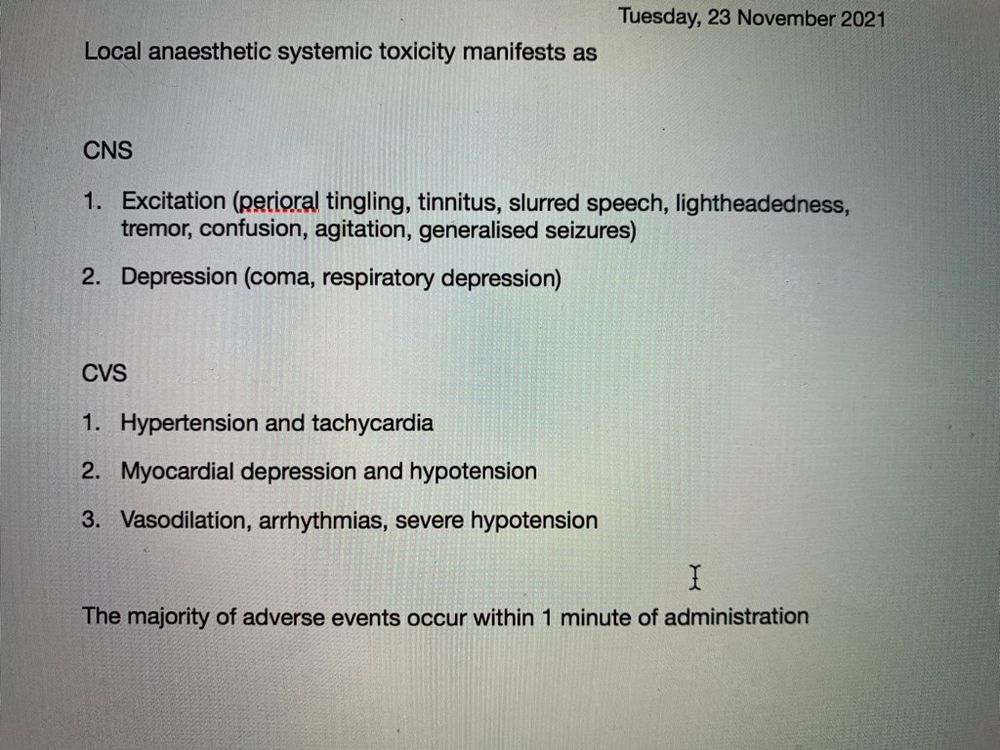 Tuesday, 23 November 2021
Local anaesthetic systemic toxicity manifests as
CNS
1. Excitation (perioral tingling, tinnitus, slurred speech, lightheadedness,
tremor, confusion, agitation, generalised seizures)
2. Depression (coma, respiratory depression)
CVS
1. Hypertension and tachycardia
2. Myocardial depression and hypotension
3. Vasodilation, arrhythmias, severe hypotension
The majority of adverse events occur within 1 minute of administration